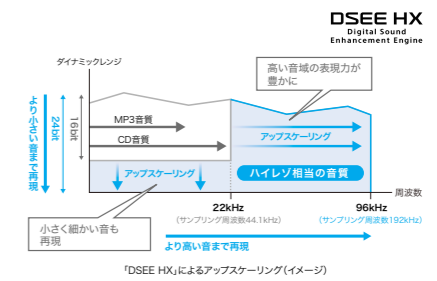 DSEE HX
Digital Sound
Enhancement Engine
ダイナミックレンジ
高い音域の表現力が
豊かに
より小さい音まで再現
24bit
16bit
MP3音質
CD音質
アップスケーリング
アップスケーリング
ハイレゾ相当の音質
周波数
22kHz
(サンプリング周波数44.1kHz)
96kHz
(サンプリング周波数192kHz)
小さく細かい音も
再現
より高い音まで再現
「DSEE HX」によるアップスケーリング(イメージ)